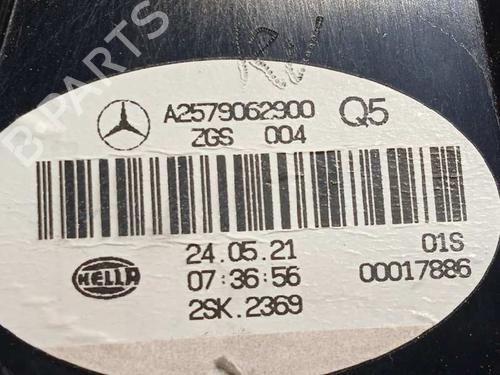 A2579062900 Q5
ZGS 004
24.05.21 01S
07:36:56 00017886
HELLA
2SK.2369